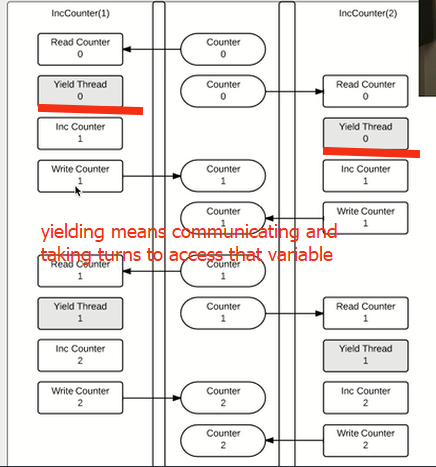 IncCounter(1)
IncCounter(2)
Read Counter
0
Counter
0
Yield Thread
0
Counter
0
Read Counter
0
Inc Counter
1
Yield Thread
0
Write Counter
1
Counter
1
Inc Counter
1
Counter
1
Write Counter
1
yielding means communicating and
taking turns to access that variable
Read Counter
1
Counter
1
Yield Thread
1
Counter
1
Read Counter
1
Inc Counter
2
Yield Thread
1
Write Counter
2
Counter
2
Inc Counter
2
Counter
2
Write Counter
2